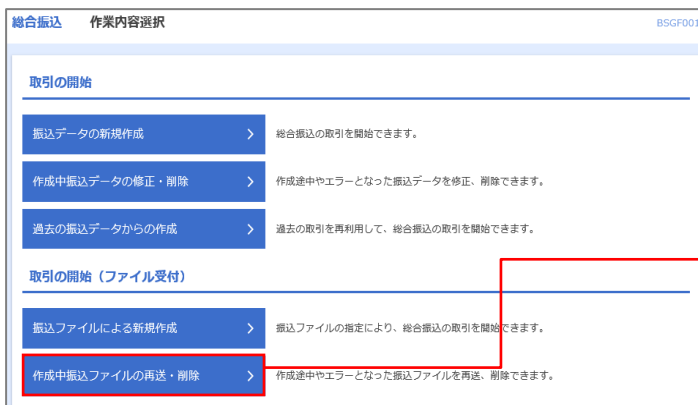 総合振込 作業内容選択 BSGF001
取引の開始
振込データの新規作成 総合振込の取引を開始できます。
作成中振込データの修正・削除 作成途中やエラーとなった振込データを修正、削除できます。
過去の振込データからの作成 過去の取引を再利用して、総合振込の取引を開始できます。
取引の開始（ファイル受付）
振込ファイルによる新規作成 振込ファイルの指定により、総合振込の取引を開始できます。
作成中振込ファイルの再送・削除 作成途中やエラーとなった振込ファイルを再送、削除できます。